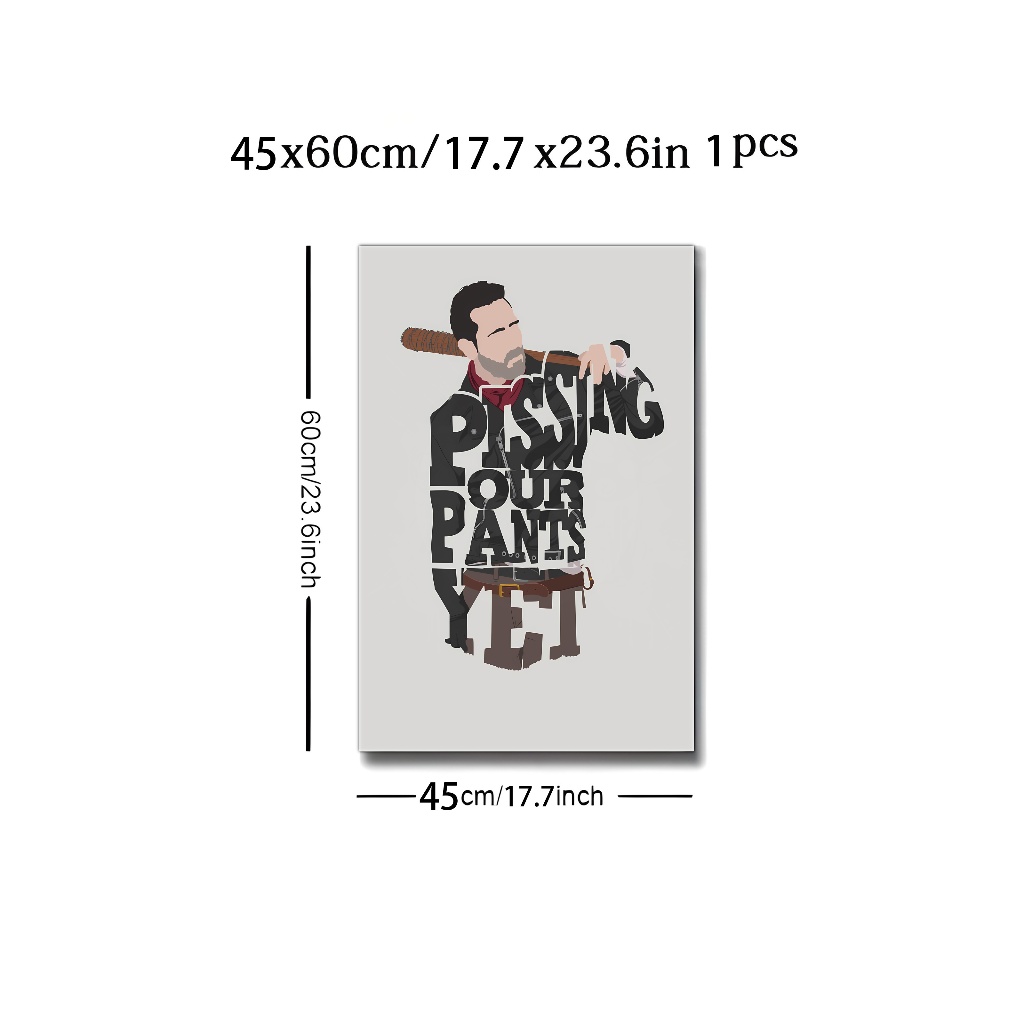 45x60cm/17.7 x23.6in 1pcs
60cm/23.6inch
PISSING
OUR
PANTS
YET
45cm/17.7inch